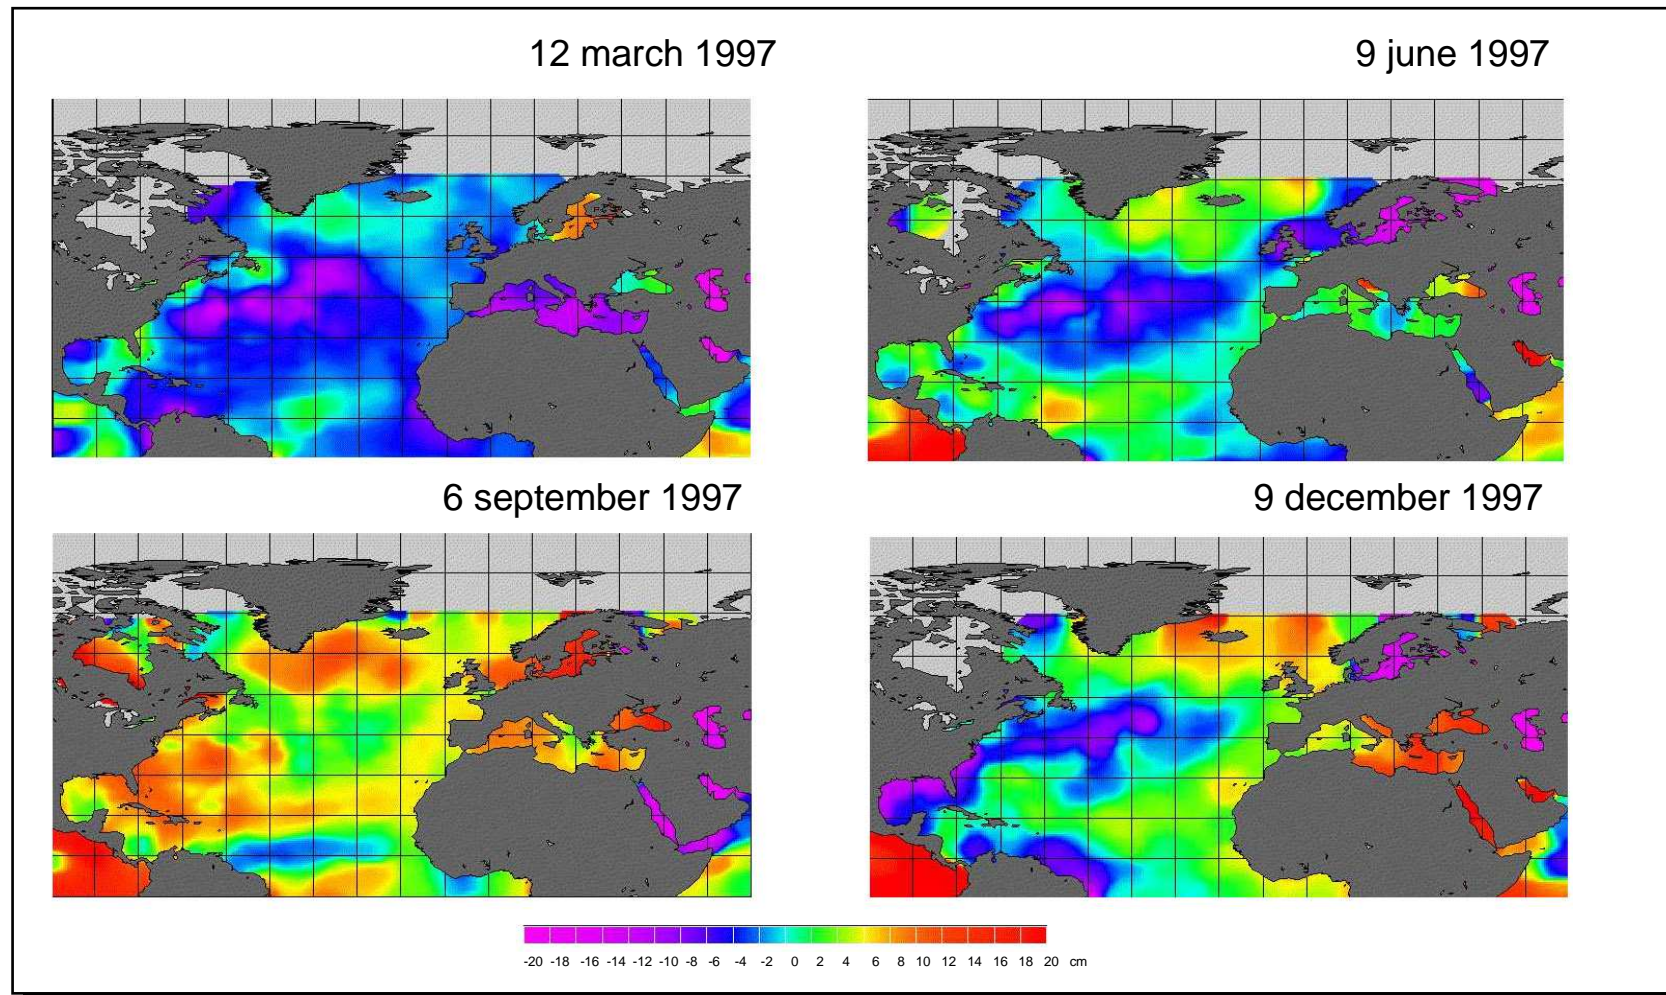 12 march 1997
9 june 1997
6 september 1997
9 december 1997
-20 -18 -16 -14 -12 -10 -8 -6 -4 -2 0 2 4 6 8 10 12 14 16 18 20 cm